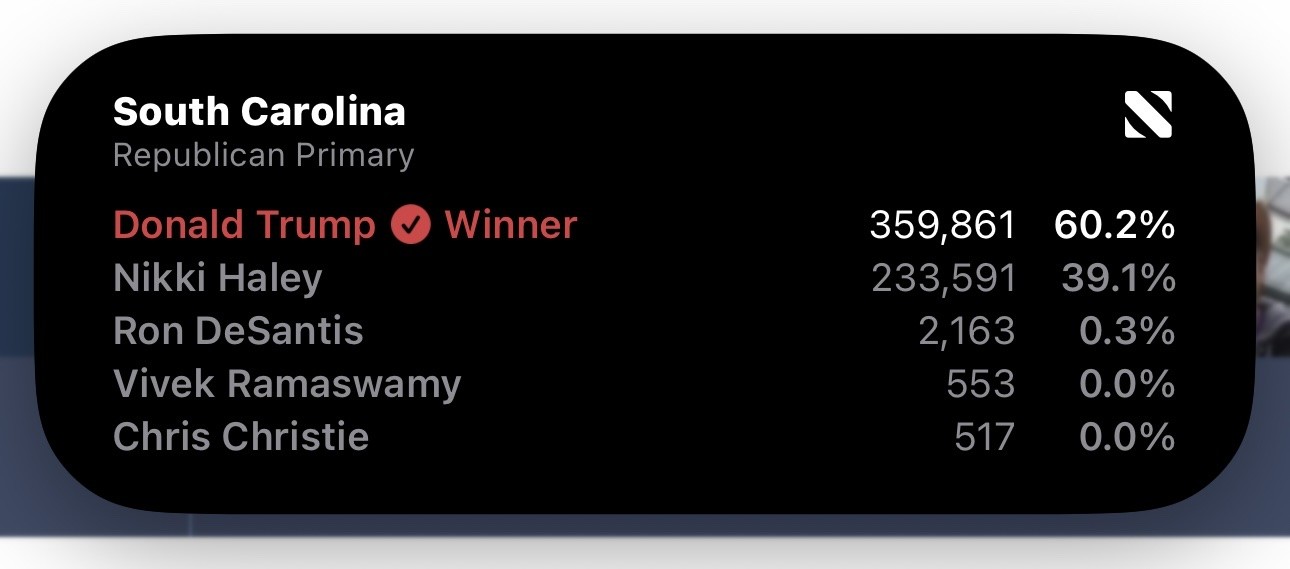 South Carolina
Republican Primary
Donald Trump Winner 359,861 60.2%
Nikki Haley 233,591 39.1%
Ron DeSantis 2,163 0.3%
Vivek Ramaswamy 553 0.0%
Chris Christie 517 0.0%